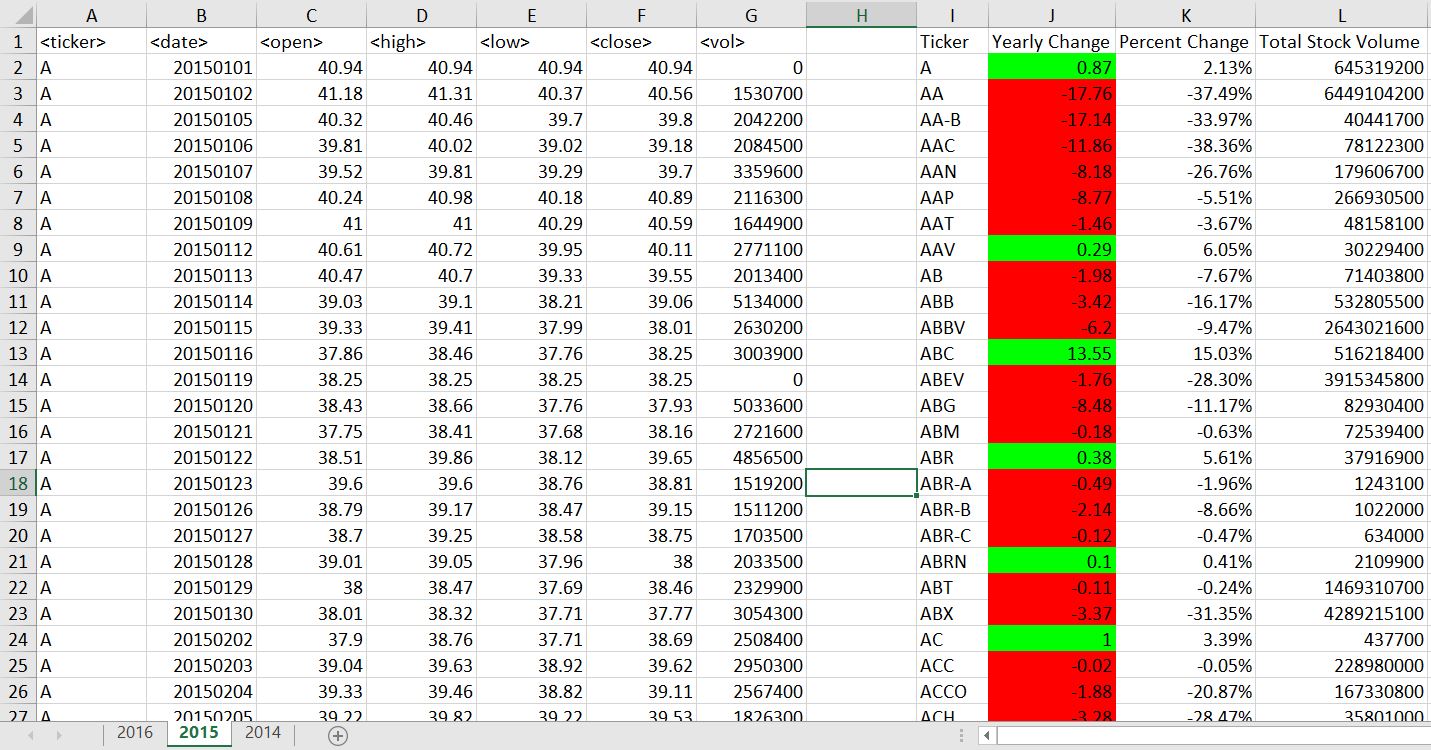 A B C D E F G H I J K L
1 <ticker> <date> <open> <high> <low> <close> <vol> Ticker Yearly Change Percent Change Total Stock Volume
2 A 20150101 40.94 40.94 40.94 40.94 0 A 0.87 2.13% 645319200
3 A 20150102 41.18 41.31 40.37 40.56 1530700 AA -17.76 -37.49% 6449104200
4 A 20150105 40.32 40.46 39.7 39.8 2042200 AA-B -17.14 -33.97% 40441700
5 A 20150106 39.81 40.02 39.02 39.18 2084500 AAC -11.86 -38.36% 78122300
6 A 20150107 39.52 39.81 39.29 39.7 3359600 AAN -8.18 -26.76% 179606700
7 A 20150108 40.24 40.98 40.18 40.89 2116300 AAP -8.77 -5.51% 266930500
8 A 20150109 41 41 40.29 40.59 1644900 AAT -1.46 -3.67% 48158100
9 A 20150112 40.61 40.72 39.95 40.11 2771100 AAV 0.29 6.05% 30229400
10 A 20150113 40.47 40.7 39.33 39.55 2013400 AB -1.98 -7.67% 71403800
11 A 20150114 39.03 39.1 38.21 39.06 5134000 ABB -3.42 -16.17% 532805500
12 A 20150115 39.33 39.41 37.99 38.01 2630200 ABBV -6.2 -9.47% 2643021600
13 A 20150116 37.86 38.46 37.76 38.25 3003900 ABC 13.55 15.03% 516218400
14 A 20150119 38.25 38.25 38.25 38.25 0 ABEV -1.76 -28.30% 3915345800
15 A 20150120 38.43 38.66 37.76 37.93 5033600 ABG -8.48 -11.17% 82930400
16 A 20150121 37.75 38.41 37.68 38.16 2721600 ABM -0.18 -0.63% 72539400
17 A 20150122 38.51 39.86 38.12 39.65 4856500 ABR 0.38 5.61% 37916900
18 A 20150123 39.6 39.6 38.76 38.81 1519200 ABR-A -0.49 -1.96% 1243100
19 A 20150126 38.79 39.17 38.47 39.15 1511200 ABR-B -2.14 -8.66% 1022000
20 A 20150127 38.7 39.25 38.58 38.75 1703500 ABR-C -0.12 -0.47% 634000
21 A 20150128 39.01 39.05 37.96 38 2033500 ABRN 0.1 0.41% 2109900
22 A 20150129 38 38.47 37.69 38.46 2329900 ABT -0.11 -0.24% 1469310700
23 A 20150130 38.01 38.32 37.71 37.77 3054300 ABX -3.37 -31.35% 4289215100
24 A 20150202 37.9 38.76 37.71 38.69 2508400 AC 1 3.39% 437700
25 A 20150203 39.04 39.63 38.92 39.62 2950300 ACC -0.02 -0.05% 228980000
26 A 20150204 39.33 39.46 38.82 39.11 2567400 ACCO -1.88 -20.87% 167330800
27 A 20150205 39.22 39.82 39.22 39.53 1826300 ACH -3.28 -28.47% 35801000
2016 2015 2014